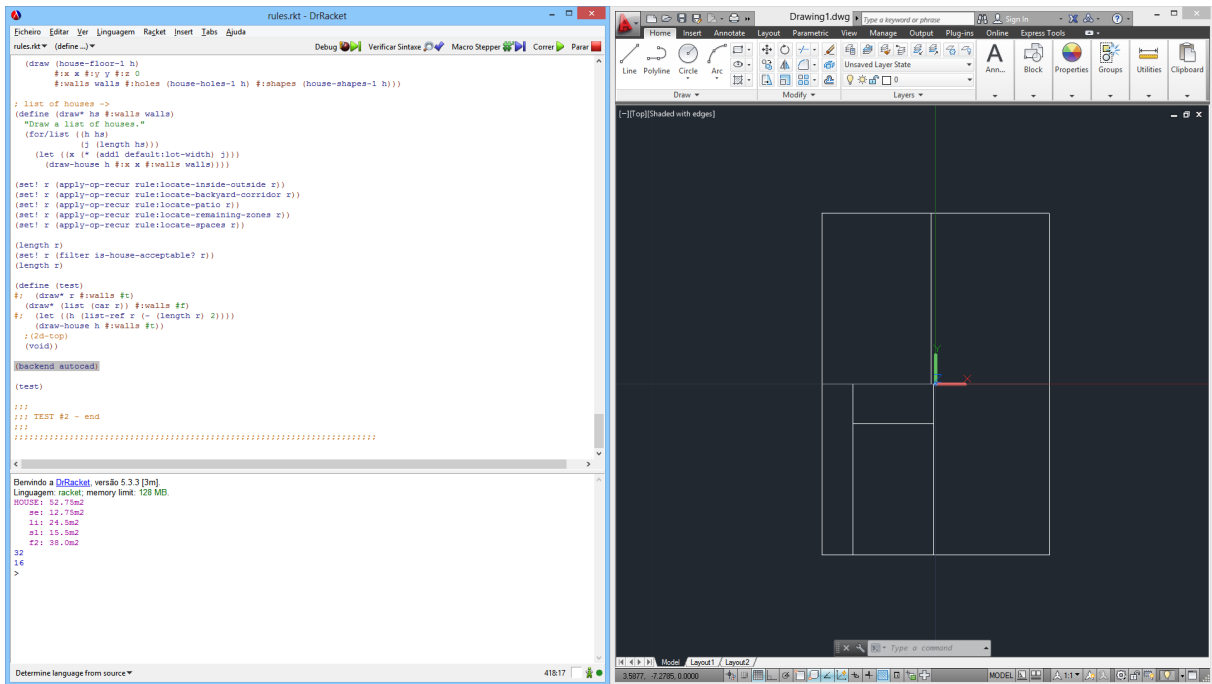 rules.rkt - DrRacket
Ficheiro Editar Ver Linguagem Racket Insert Tabs Ajuda
rules.rkt▼ (define ...)▼ Debug Verificar Sintaxe Macro Stepper Correr Parar
(draw (house-floor-1 h)
#:x x #:y y #:z 0
#:walls walls #:holes (house-holes-1 h) #:shapes (house-shapes-1 h)))
; list of houses ->
(define (draw* hs #:walls walls)
"Draw a list of houses."
(for/list ((h hs)
(j (length hs)))
(let ((x (* (add1 default:lot-width) j)))
(draw-house h #:x x #:walls walls))))
(set! r (apply-op-recur rule:locate-inside-outside r))
(set! r (apply-op-recur rule:locate-backyard-corridor r))
(set! r (apply-op-recur rule:locate-patio r))
(set! r (apply-op-recur rule:locate-remaining-zones r))
(set! r (apply-op-recur rule:locate-spaces r))
(length r)
(set! r (filter is-house-acceptable? r))
(length r)
(define (test)
#; (draw* r #:walls #t)
(draw* (list (car r)) #:walls #f)
#; (let ((h (list-ref r (- (length r) 2))))
(draw-house h #:walls #t))
;(2d-top)
(void))
(backend autocad)
(test)
;;;
;;; TEST #2 - end
;;;
;;;;;;;;;;;;;;;;;;;;;;;;;;;;;;;;;;;;;;;;;;;;;;;;;;;;;;;;;;;;;;;;;;;;;;;;
Benvindo a DrRacket, versão 5.3.3 [3m].
Linguagem: racket; memory limit: 128 MB.
HOUSE: 52.75m2
se: 12.75m2
li: 24.5m2
s1: 15.5m2
f2: 38.0m2
32
16
>
Determine language from source▼ 418:17
Drawing1.dwg Type a keyword or phrase Sign In
Home Insert Annotate Layout Parametric View Manage Output Plug-ins Online Express Tools
Line Polyline Circle Arc
Unsaved Layer State
0
Ann... Block Properties Groups Utilities Clipboard
Draw Modify Layers
[−][Top][Shaded with edges]
Y
X
Type a command
Model Layout1 Layout2
3.5877, -7.2785, 0.0000 MODEL 1:1